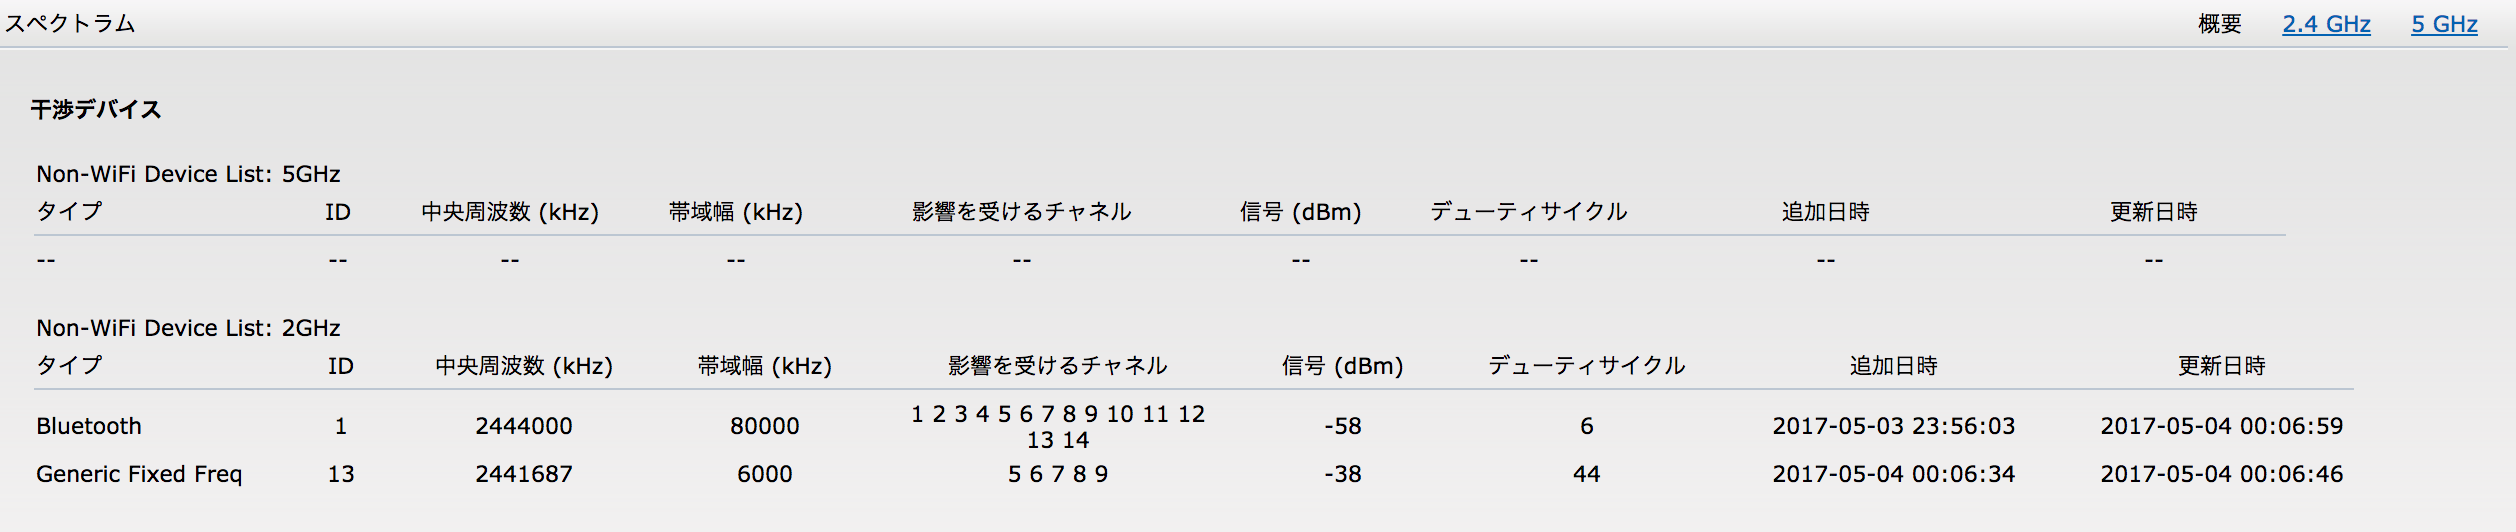 スペクトラム 概要 2.4 GHz 5 GHz
干渉デバイス
Non-WiFi Device List: 5GHz
タイプ ID 中央周波数 (kHz) 帯域幅 (kHz) 影響を受けるチャネル 信号 (dBm) デューティサイクル 追加日時 更新日時
-- -- -- -- -- -- -- -- --
Non-WiFi Device List: 2GHz
タイプ ID 中央周波数 (kHz) 帯域幅 (kHz) 影響を受けるチャネル 信号 (dBm) デューティサイクル 追加日時 更新日時
Bluetooth 1 2444000 80000 1 2 3 4 5 6 7 8 9 10 11 12 -58 6 2017-05-03 23:56:03 2017-05-04 00:06:59
13 14
Generic Fixed Freq 13 2441687 6000 5 6 7 8 9 -38 44 2017-05-04 00:06:34 2017-05-04 00:06:46